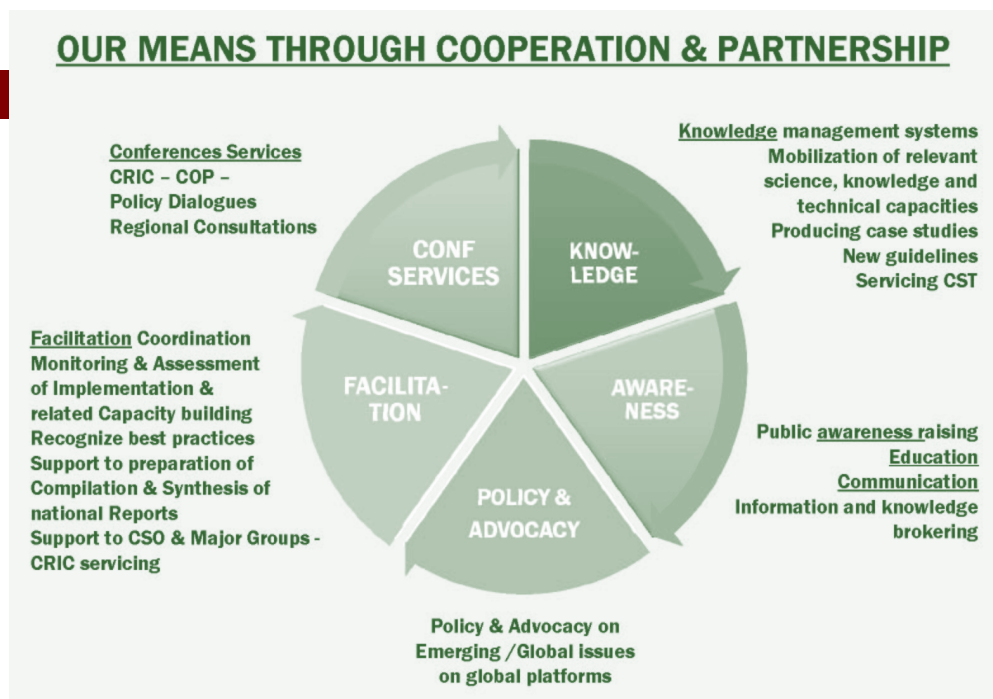 OUR MEANS THROUGH COOPERATION & PARTNERSHIP
Conferences Services
CRIC – COP –
Policy Dialogues
Regional Consultations
Knowledge management systems
Mobilization of relevant
science, knowledge and
technical capacities
Producing case studies
New guidelines
Servicing CST
CONF
SERVICES
KNOW-
LEDGE
Facilitation Coordination
Monitoring & Assessment
of Implementation &
related Capacity building
Recognize best practices
Support to preparation of
Compilation & Synthesis of
national Reports
Support to CSO & Major Groups -
CRIC servicing
FACILITA-
TION
AWARE-
NESS
Public awareness raising
Education
Communication
Information and knowledge
brokering
POLICY &
ADVOCACY
Policy & Advocacy on
Emerging /Global issues
on global platforms